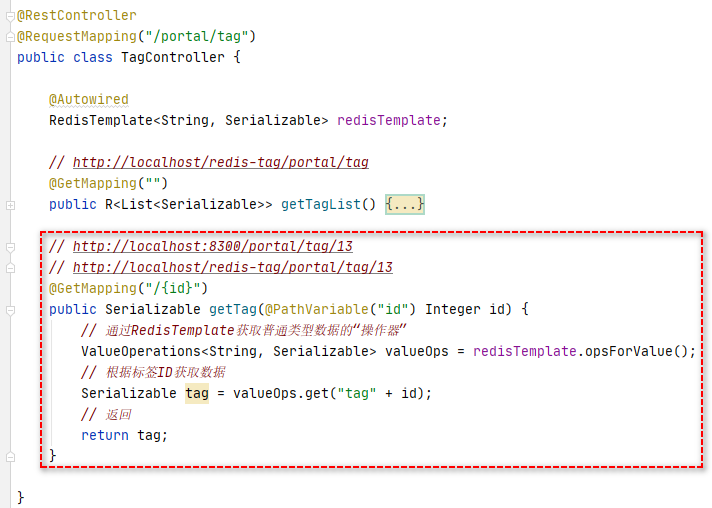 @RestController
@RequestMapping("/portal/tag")
public class TagController {
@Autowired
RedisTemplate<String, Serializable> redisTemplate;
// http://localhost/redis-tag/portal/tag
@GetMapping("")
public R<List<Serializable>> getTagList() {...}
// http://localhost:8300/portal/tag/13
// http://localhost/redis-tag/portal/tag/13
@GetMapping("/{id}")
public Serializable getTag(@PathVariable("id") Integer id) {
// 通过RedisTemplate获取普通类型数据的“操作器”
ValueOperations<String, Serializable> valueOps = redisTemplate.opsForValue();
// 根据标签ID获取数据
Serializable tag = valueOps.get("tag" + id);
// 返回
return tag;
}
}